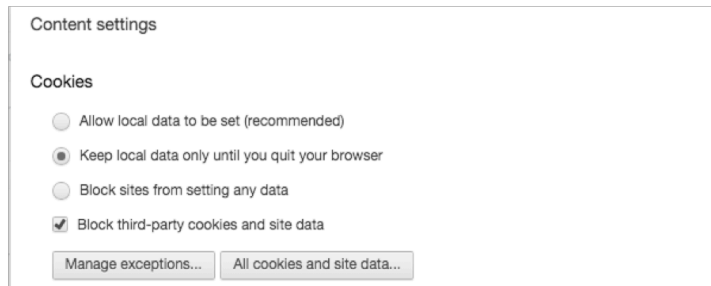 Content settings
Cookies
Allow local data to be set (recommended)
Keep local data only until you quit your browser
Block sites from setting any data
Block third-party cookies and site data
Manage exceptions... All cookies and site data...